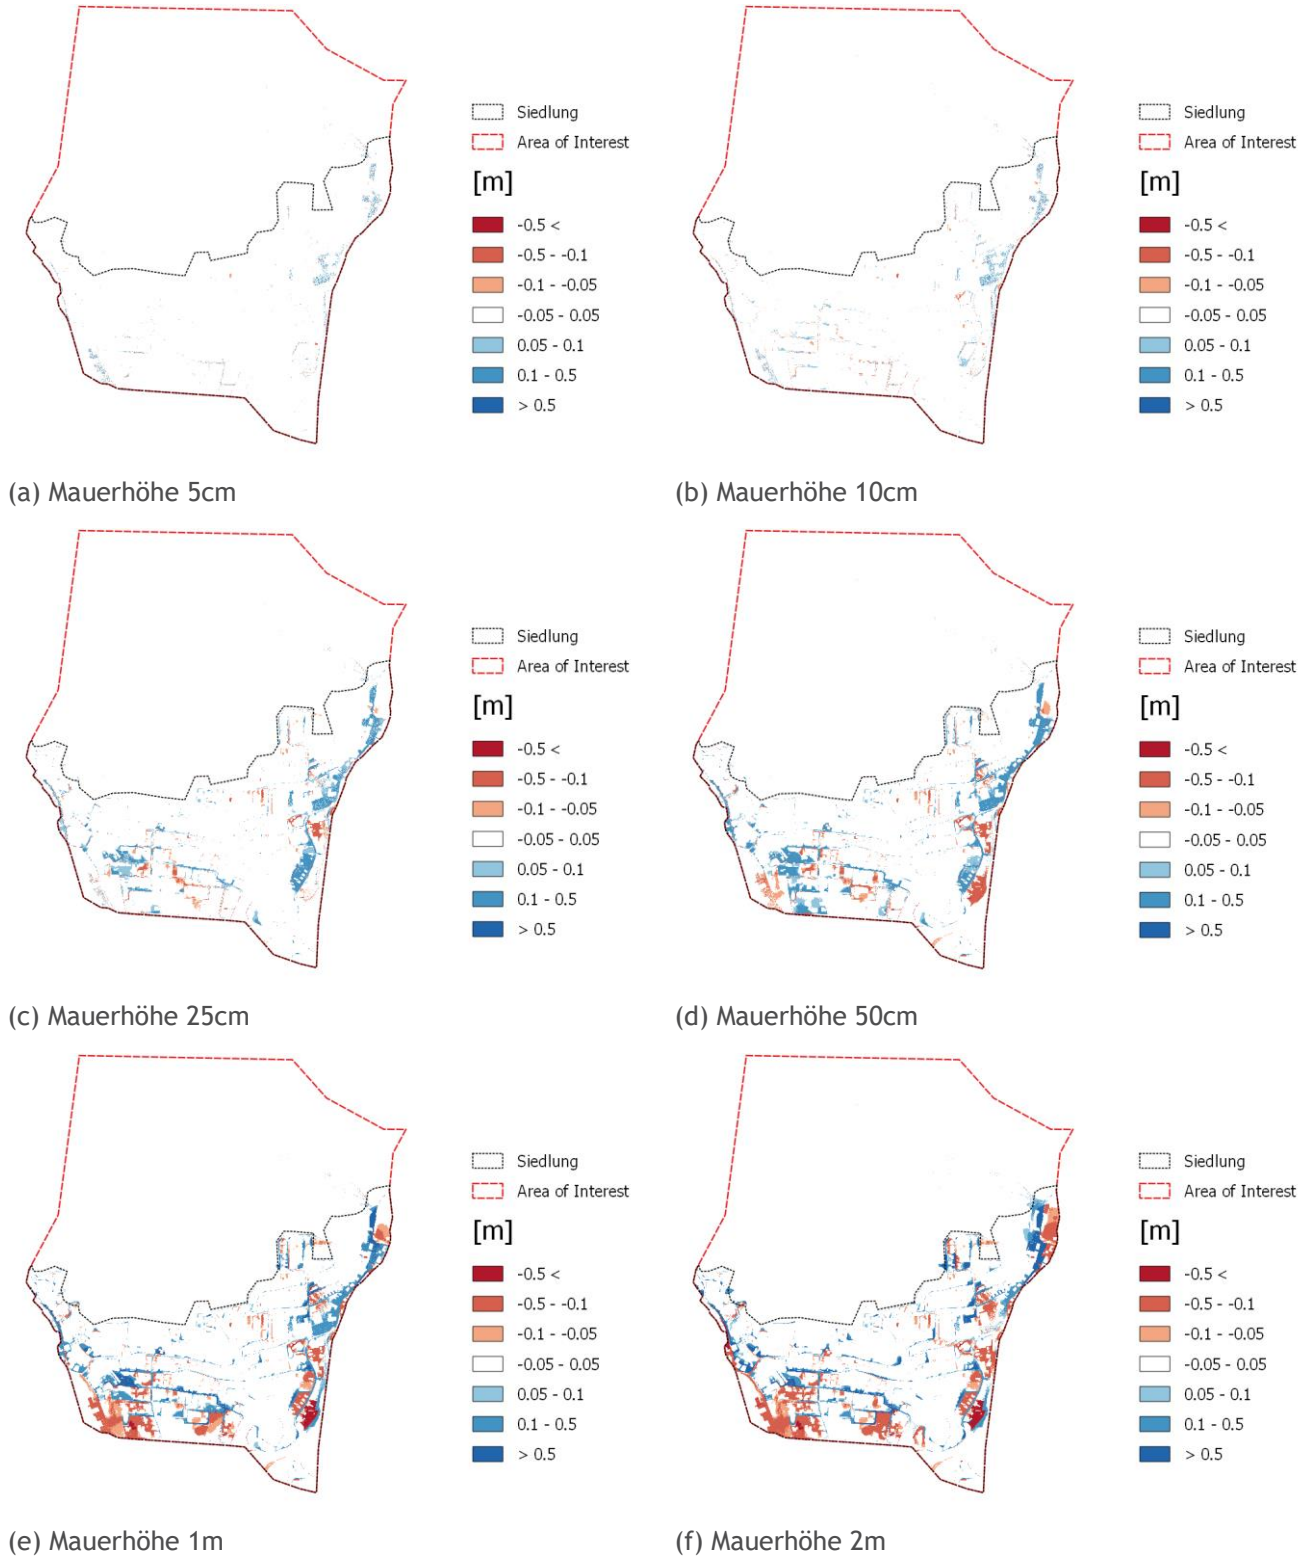 Siedlung
Area of Interest
[m]
-0.5 <
-0.5 - -0.1
-0.1 - -0.05
-0.05 - 0.05
0.05 - 0.1
0.1 - 0.5
> 0.5
(a) Mauerhöhe 5cm
Siedlung
Area of Interest
[m]
-0.5 <
-0.5 - -0.1
-0.1 - -0.05
-0.05 - 0.05
0.05 - 0.1
0.1 - 0.5
> 0.5
(b) Mauerhöhe 10cm
Siedlung
Area of Interest
[m]
-0.5 <
-0.5 - -0.1
-0.1 - -0.05
-0.05 - 0.05
0.05 - 0.1
0.1 - 0.5
> 0.5
(c) Mauerhöhe 25cm
Siedlung
Area of Interest
[m]
-0.5 <
-0.5 - -0.1
-0.1 - -0.05
-0.05 - 0.05
0.05 - 0.1
0.1 - 0.5
> 0.5
(d) Mauerhöhe 50cm
Siedlung
Area of Interest
[m]
-0.5 <
-0.5 - -0.1
-0.1 - -0.05
-0.05 - 0.05
0.05 - 0.1
0.1 - 0.5
> 0.5
(e) Mauerhöhe 1m
Siedlung
Area of Interest
[m]
-0.5 <
-0.5 - -0.1
-0.1 - -0.05
-0.05 - 0.05
0.05 - 0.1
0.1 - 0.5
> 0.5
(f) Mauerhöhe 2m